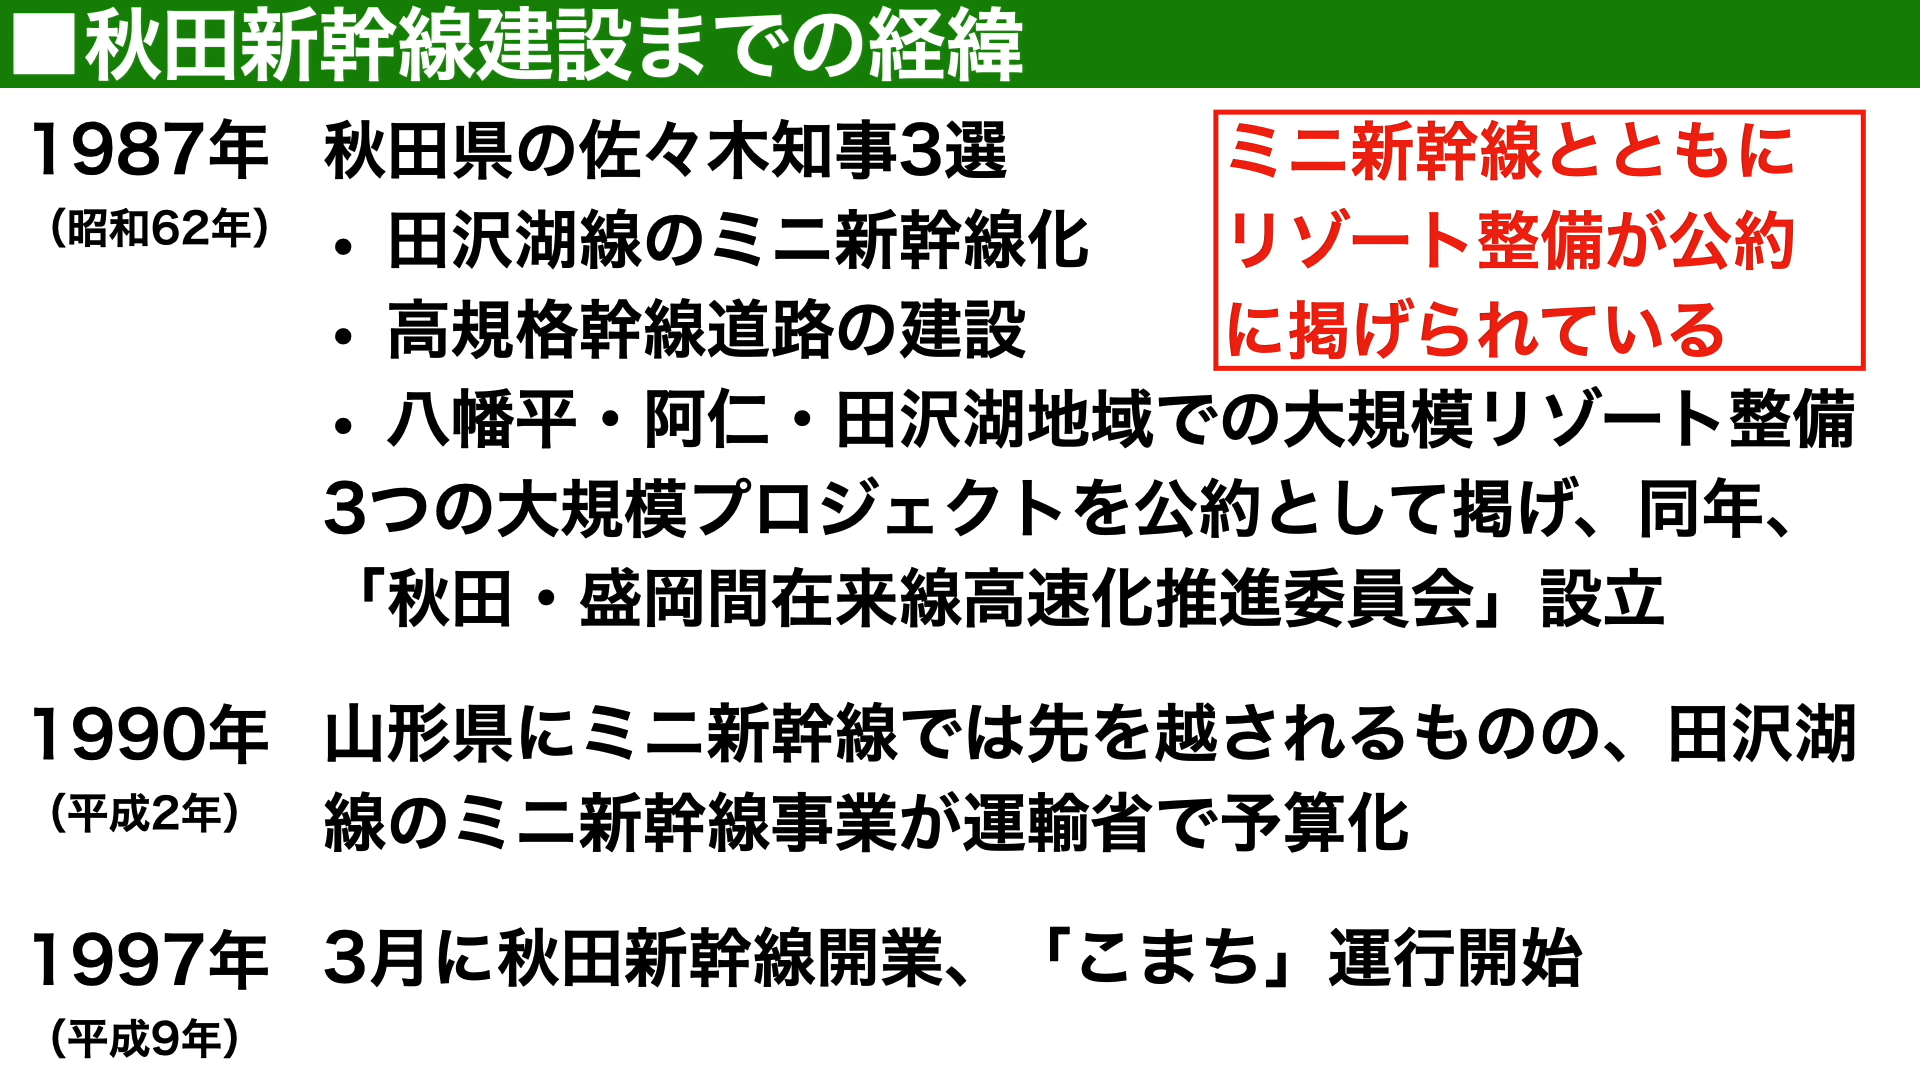 ■秋田新幹線建設までの経緯
1987年
(昭和62年)
秋田県の佐々木知事3選
• 田沢湖線のミニ新幹線化
• 高規格幹線道路の建設
• 八幡平・阿仁・田沢湖地域での大規模リゾート整備
3つの大規模プロジェクトを公約として掲げ、同年、
「秋田・盛岡間在来線高速化推進委員会」設立
ミニ新幹線とともに
リゾート整備が公約
に掲げられている
1990年
(平成2年)
山形県にミニ新幹線では先を越されるものの、田沢湖
線のミニ新幹線事業が運輸省で予算化
1997年
(平成9年)
3月に秋田新幹線開業、「こまち」運行開始